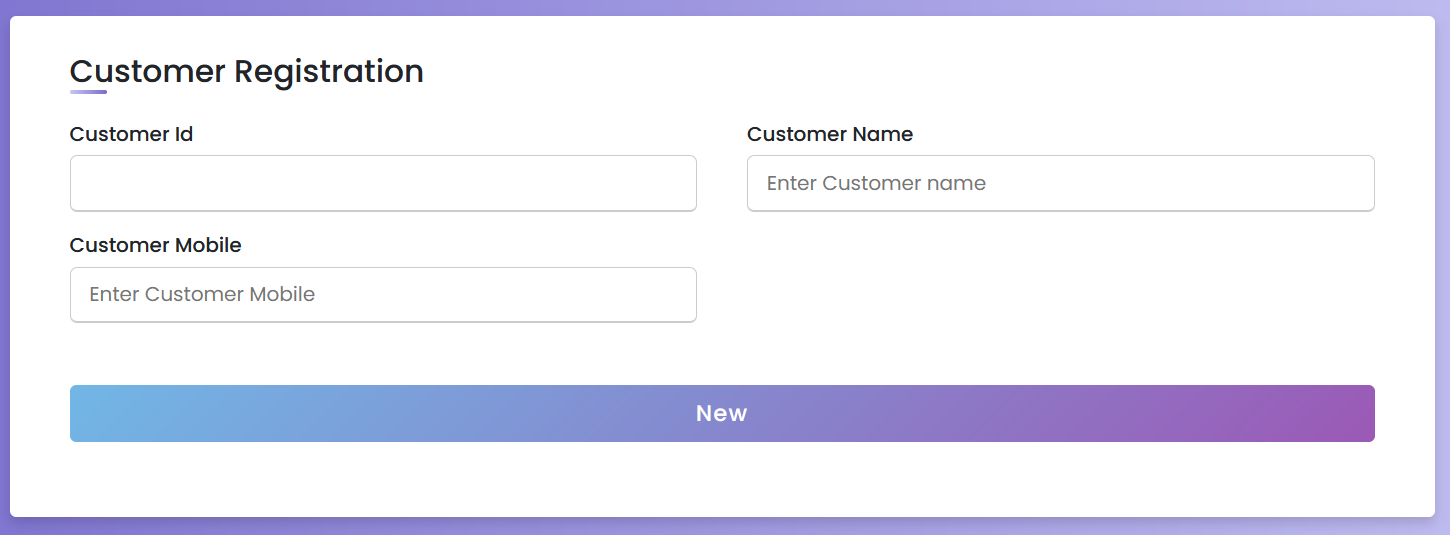 Customer Registration
Customer Id
Customer Name
Enter Customer name
Customer Mobile
Enter Customer Mobile
New